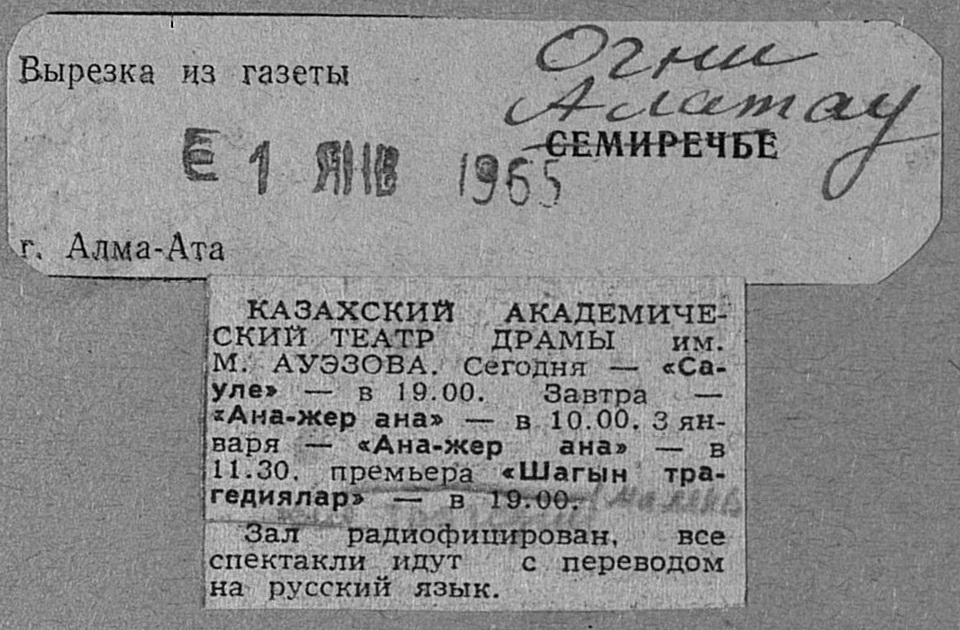 Вырезка из газеты
Огни
Алатау
СЕМИРЕЧЬЕ
Е 1 ЯНВ 1965
г. Алма-Ата
КАЗАХСКИЙ АКАДЕМИЧЕ-
СКИЙ ТЕАТР ДРАМЫ им.
М. АУЭЗОВА. Сегодня — «Са-
уле» — в 19.00. Завтра —
«Ана-жер ана» — в 10.00. 3 ян-
варя — «Ана-жер ана» — в
11.30. премьера «Шагын тра-
гедиялар» — в 19.00.
Зал радиофицирован, все
спектакли идут с переводом
на русский язык.